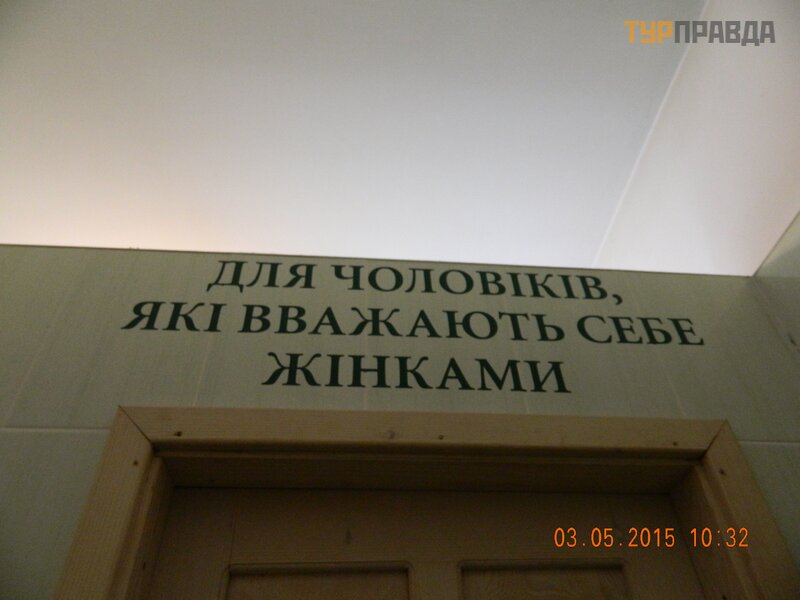 ТУРПРАВДА
ДЛЯ ЧОЛОВІКІВ,
ЯКІ ВВАЖАЮТЬ СЕБЕ
ЖІНКАМИ
03.05.2015 10:32